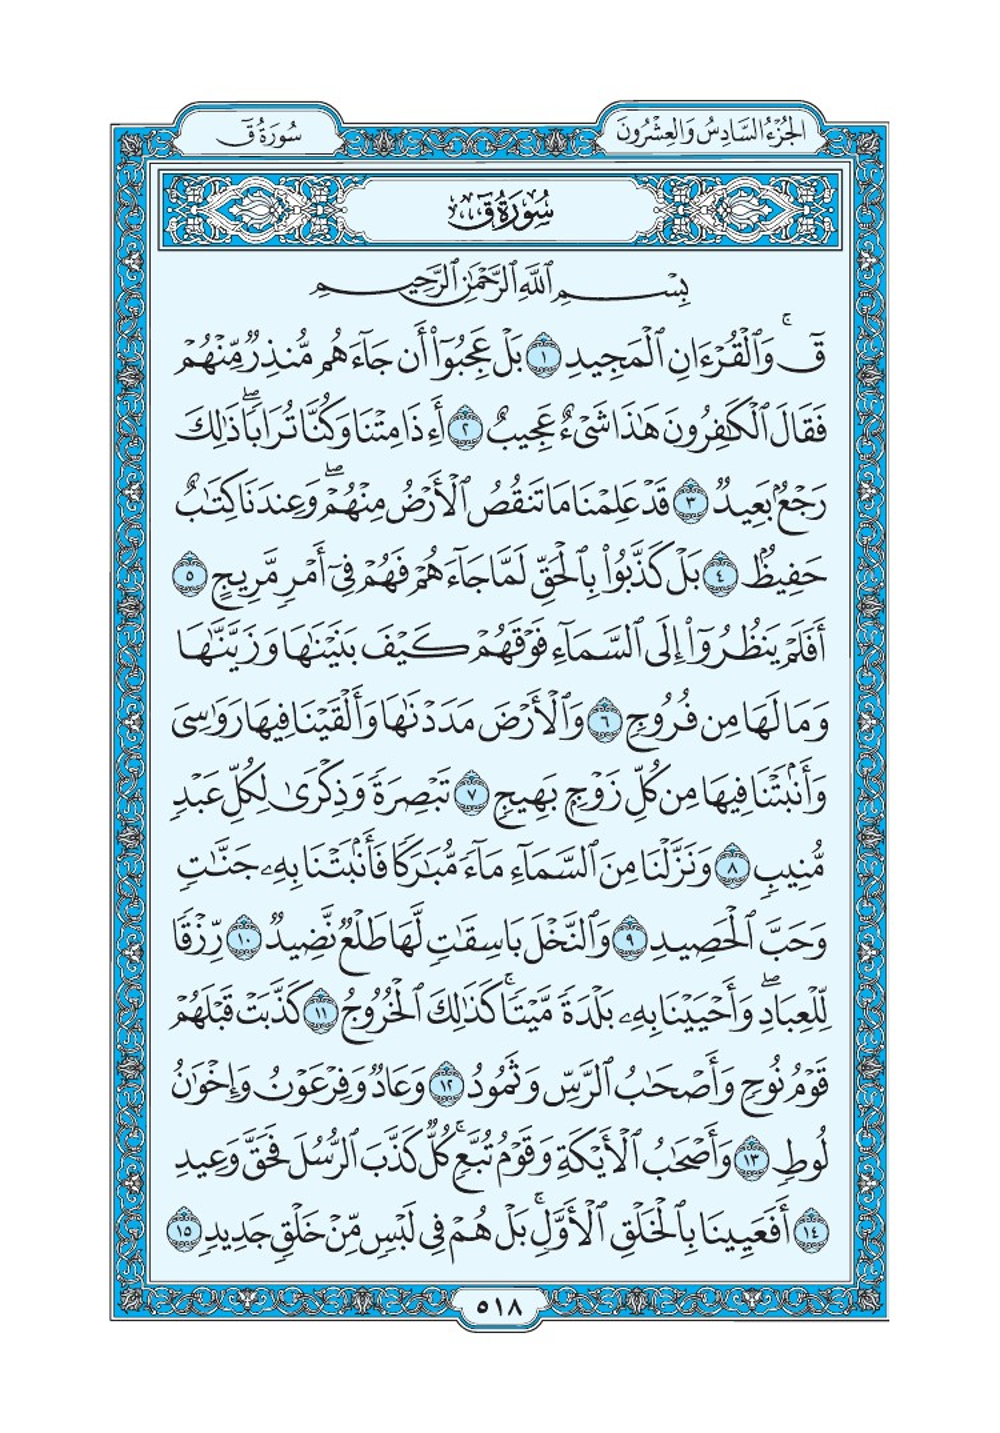 الجُزْءُ السَّادِسُ وَالعِشْرُونَ
سُورَةُ قٓ
سُورَةُ قٓ
بِسْمِ ٱللَّهِ ٱلرَّحْمَٰنِ ٱلرَّحِيمِ
قٓۚ وَٱلْقُرْءَانِ ٱلْمَجِيدِ ١ بَلْ عَجِبُوٓا۟ أَن جَآءَهُم مُّنذِرٌ مِّنْهُمْ
فَقَالَ ٱلْكَٰفِرُونَ هَٰذَا شَىْءٌ عَجِيبٌ ٢ أَءِذَا مِتْنَا وَكُنَّا تُرَابًاۖ ذَٰلِكَ
رَجْعٌۢ بَعِيدٌ ٣ قَدْ عَلِمْنَا مَا تَنقُصُ ٱلْأَرْضُ مِنْهُمْۖ وَعِندَنَا كِتَٰبٌ
حَفِيظٌۢ ٤ بَلْ كَذَّبُوا۟ بِٱلْحَقِّ لَمَّا جَآءَهُمْ فَهُمْ فِىٓ أَمْرٍ مَّرِيجٍ ٥
أَفَلَمْ يَنظُرُوٓا۟ إِلَى ٱلسَّمَآءِ فَوْقَهُمْ كَيْفَ بَنَيْنَٰهَا وَزَيَّنَّٰهَا
وَمَا لَهَا مِن فُرُوجٍ ٦ وَٱلْأَرْضَ مَدَدْنَٰهَا وَأَلْقَيْنَا فِيهَا رَوَٰسِىَ
وَأَنۢبَتْنَا فِيهَا مِن كُلِّ زَوْجٍۭ بَهِيجٍ ٧ تَبْصِرَةً وَذِكْرَىٰ لِكُلِّ عَبْدٍ
مُّنِيبٍ ٨ وَنَزَّلْنَا مِنَ ٱلسَّمَآءِ مَآءً مُّبَٰرَكًا فَأَنۢبَتْنَا بِهِۦ جَنَّٰتٍ
وَحَبَّ ٱلْحَصِيدِ ٩ وَٱلنَّخْلَ بَاسِقَٰتٍ لَّهَا طَلْعٌ نَّضِيدٌ ١٠ رِّزْقًا
لِّلْعِبَادِۖ وَأَحْيَيْنَا بِهِۦ بَلْدَةً مَّيْتًاۚ كَذَٰلِكَ ٱلْخُرُوجُ ١١ كَذَّبَتْ قَبْلَهُمْ
قَوْمُ نُوحٍ وَأَصْحَٰبُ ٱلرَّسِّ وَثَمُودُ ١٢ وَعَادٌ وَفِرْعَوْنُ وَإِخْوَٰنُ
لُوطٍ ١٣ وَأَصْحَٰبُ ٱلْأَيْكَةِ وَقَوْمُ تُبَّعٍۚ كُلٌّ كَذَّبَ ٱلرُّسُلَ فَحَقَّ وَعِيدِ
١٤ أَفَعَيِينَا بِٱلْخَلْقِ ٱلْأَوَّلِۚ بَلْ هُمْ فِى لَبْسٍ مِّنْ خَلْقٍ جَدِيدٍ ١٥
٥١٨